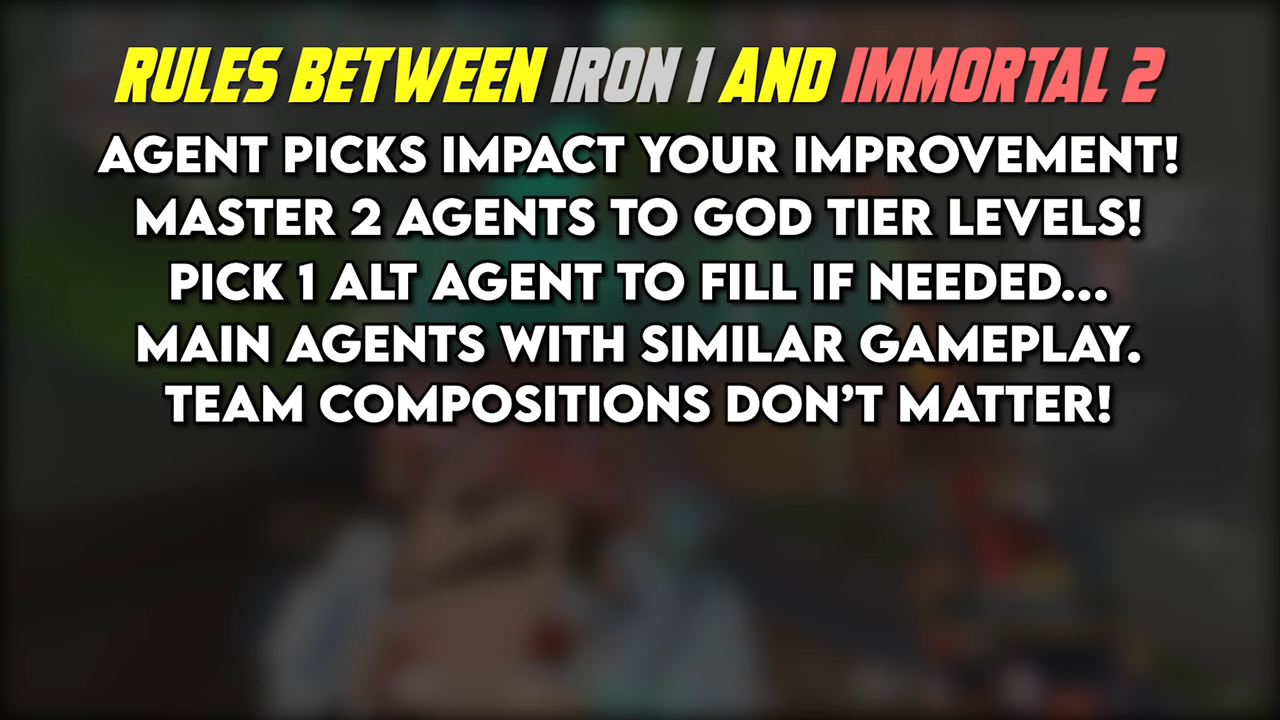 RULES BETWEEN IRON 1 AND IMMORTAL 2
AGENT PICKS IMPACT YOUR IMPROVEMENT!
MASTER 2 AGENTS TO GOD TIER LEVELS!
PICK 1 ALT AGENT TO FILL IF NEEDED...
MAIN AGENTS WITH SIMILAR GAMEPLAY.
TEAM COMPOSITIONS DON'T MATTER!